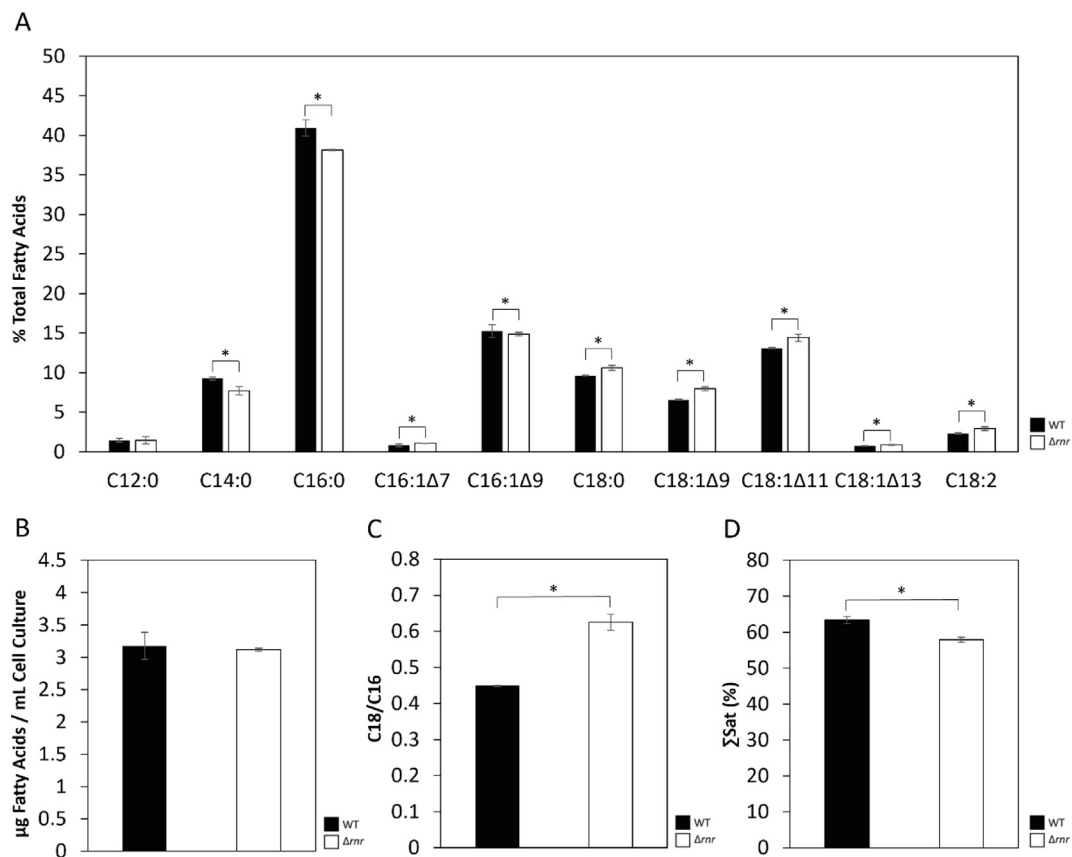 A
50
45
40
35
30
25
20
15
10
5
0
% Total Fatty Acids
* * * * * * * * *
C12:0 C14:0 C16:0 C16:1Δ7 C16:1Δ9 C18:0 C18:1Δ9 C18:1Δ11 C18:1Δ13 C18:2
WT
Δrnr
B
4.5
4
3.5
3
2.5
2
1.5
1
0.5
0
µg Fatty Acids / mL Cell Culture
WT
Δrnr
C
0.8
0.7
0.6
0.5
0.4
0.3
0.2
0.1
0
C18/C16
*
WT
Δrnr
D
80
70
60
50
40
30
20
10
0
∑Sat (%)
*
WT
Δrnr